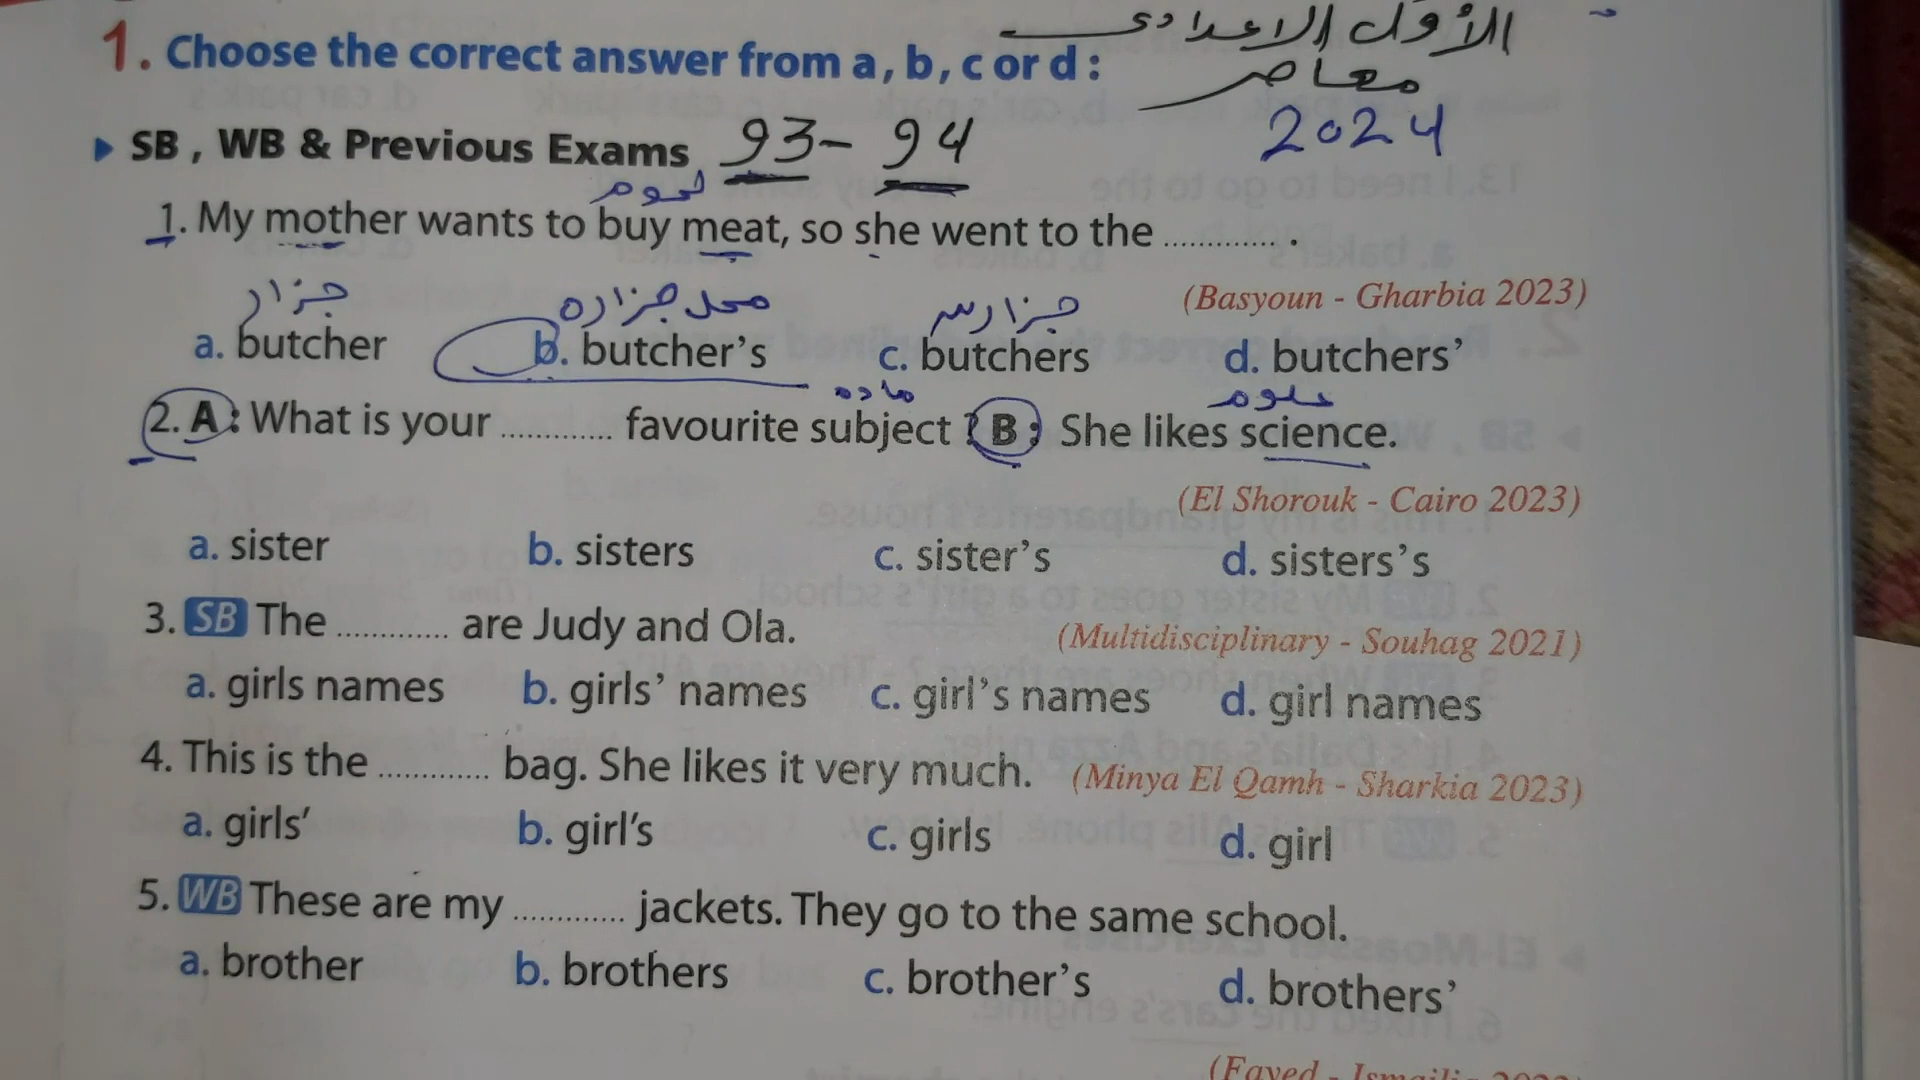 الأول الاعدادى
1. Choose the correct answer from a, b, c or d :
معاصر
2024
SB , WB & Previous Exams 93 - 94
لحوم
1. My mother wants to buy meat, so she went to the ............ .
(Basyoun - Gharbia 2023)
جزار محل جزاره جزارس
a. butcher b. butcher's c. butchers d. butchers'
ماده علوم
2. A : What is your ............ favourite subject ? B : She likes science.
(El Shorouk - Cairo 2023)
a. sister b. sisters c. sister's d. sisters's
3. SB The ............ are Judy and Ola. (Multidisciplinary - Souhag 2021)
a. girls names b. girls' names c. girl's names d. girl names
4. This is the ............ bag. She likes it very much. (Minya El Qamh - Sharkia 2023)
a. girls' b. girl's c. girls d. girl
5. WB These are my ............ jackets. They go to the same school.
a. brother b. brothers c. brother's d. brothers'
(Fayed -